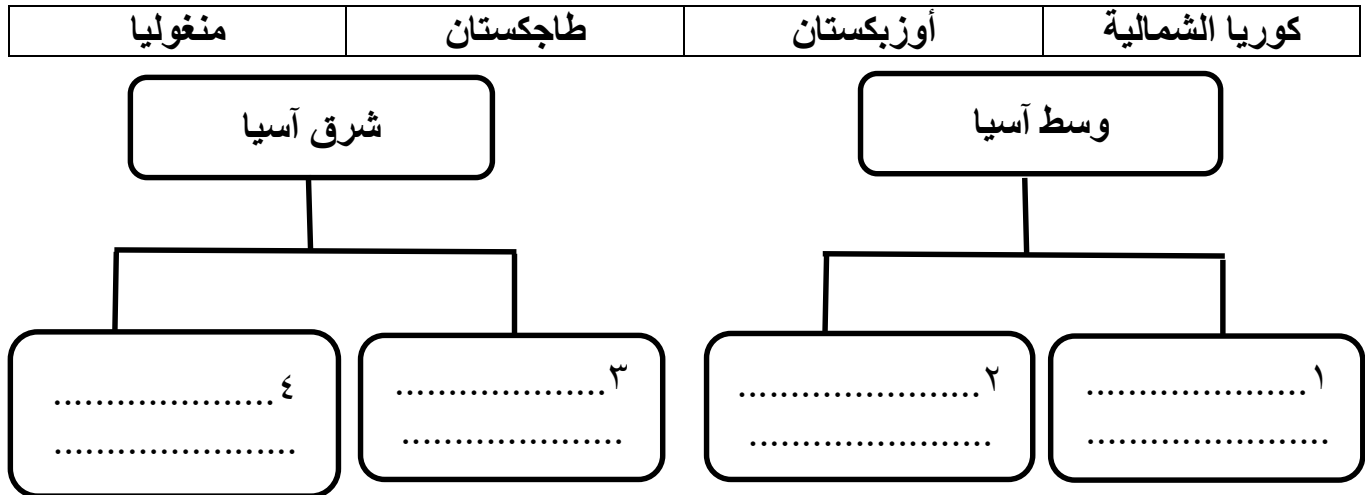 كوريا الشمالية أوزبكستان طاجكستان منغوليا
وسط آسيا
شرق آسيا
١.....................
.......................
٢.......................
.......................
٣....................
.....................
٤.....................
.......................